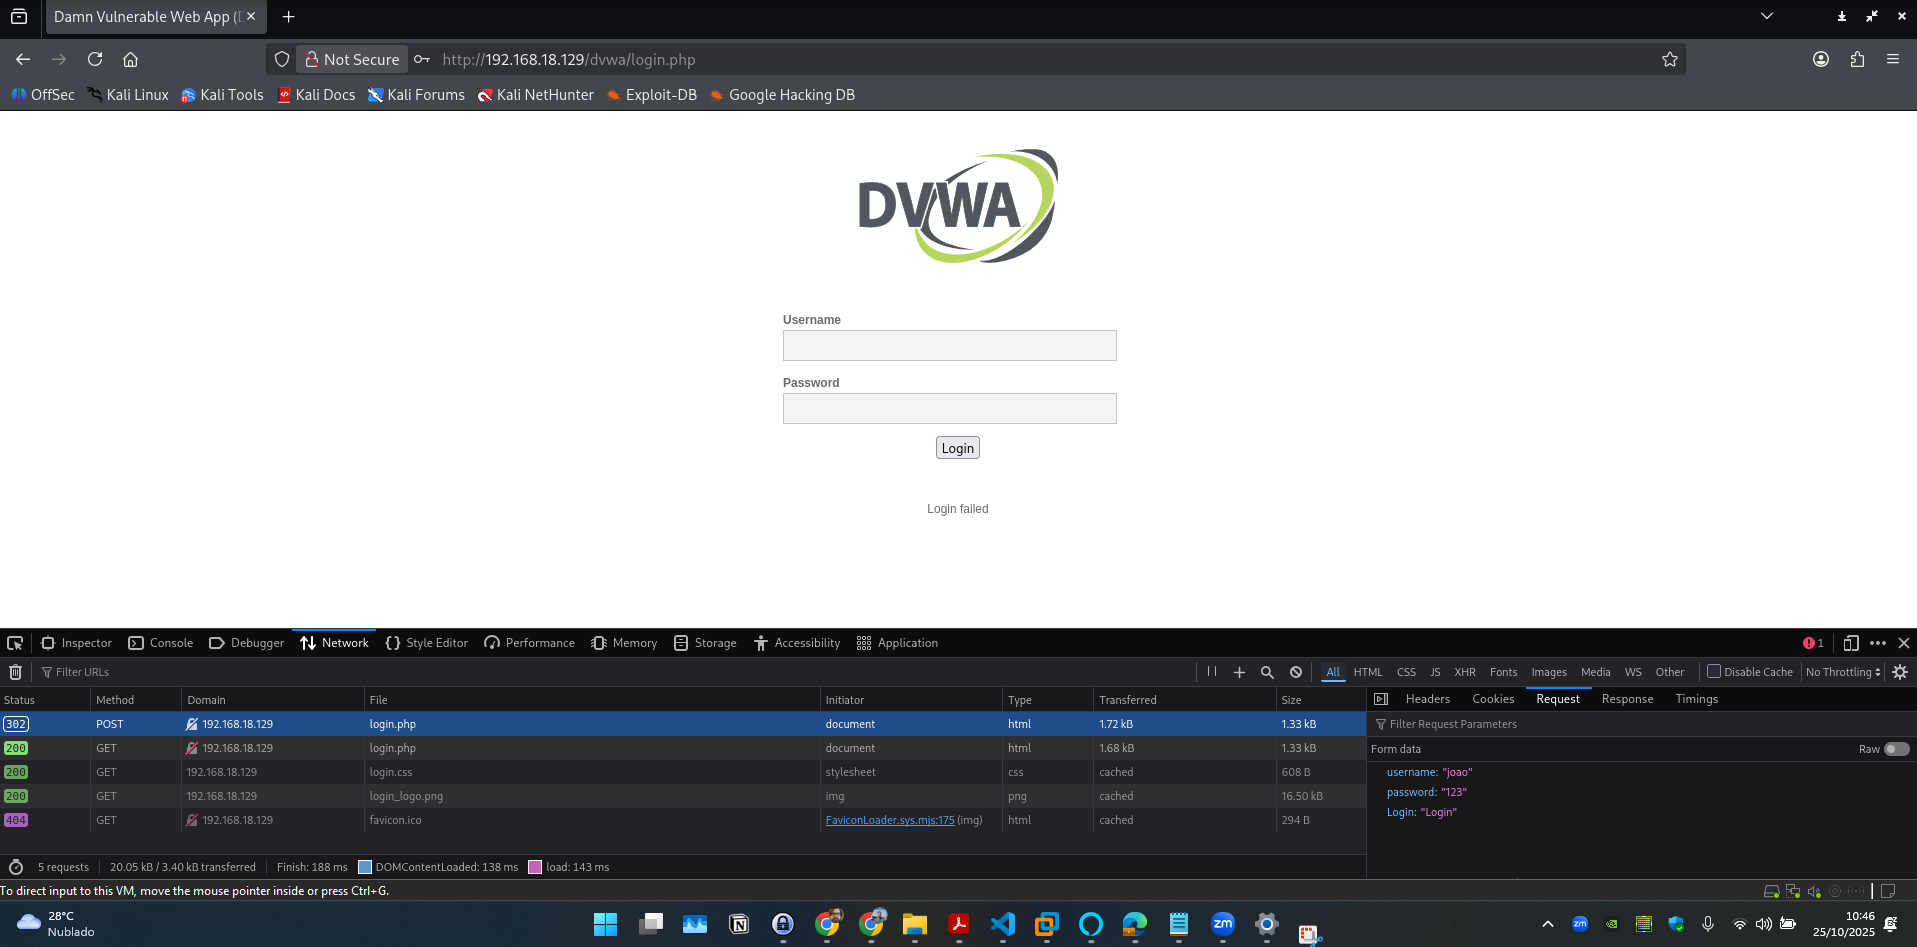 Damn Vulnerable Web App (D
Not Secure
http://192.168.18.129/dvwa/login.php
OffSec Kali Linux Kali Tools Kali Docs Kali Forums Kali NetHunter Exploit-DB Google Hacking DB
DVWA
Username
Password
Login
Login failed
Inspector Console Debugger Network Style Editor Performance Memory Storage Accessibility Application 1
Filter URLs All HTML CSS JS XHR Fonts Images Media WS Other Disable Cache No Throttling
Status Method Domain File Initiator Type Transferred Size
302 POST 192.168.18.129 login.php document html 1.72 kB 1.33 kB
200 GET 192.168.18.129 login.php document html 1.68 kB 1.33 kB
200 GET 192.168.18.129 login.css stylesheet css cached 608 B
200 GET 192.168.18.129 login_logo.png img png cached 16.50 kB
404 GET 192.168.18.129 favicon.ico FaviconLoader.sys.mjs:175 (img) html cached 294 B
5 requests 20.05 kB / 3.40 kB transferred Finish: 188 ms DOMContentLoaded: 138 ms load: 143 ms
Headers Cookies Request Response Timings
Filter Request Parameters
Form data Raw
username: "joao"
password: "123"
Login: "Login"
To direct input to this VM, move the mouse pointer inside or press Ctrl+G.
28°C
Nublado
zm
zm
10:46
25/10/2025